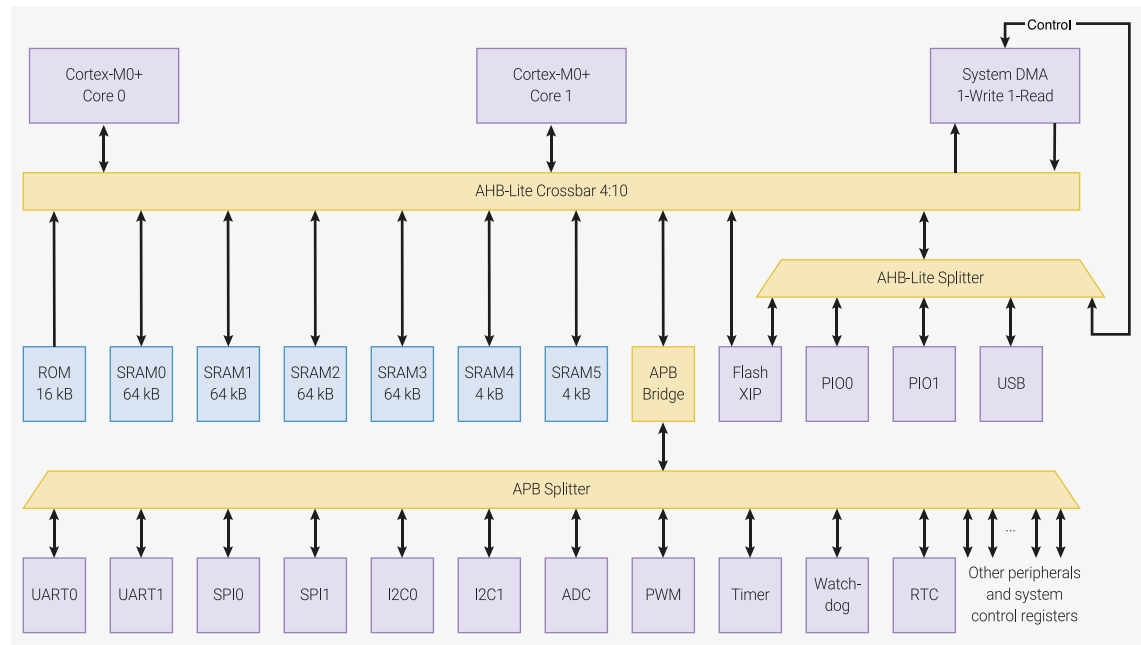 Control
Cortex-M0+
Core 0
Cortex-M0+
Core 1
System DMA
1-Write 1-Read
AHB-Lite Crossbar 4:10
AHB-Lite Splitter
ROM
16 kB
SRAM0
64 kB
SRAM1
64 kB
SRAM2
64 kB
SRAM3
64 kB
SRAM4
4 kB
SRAM5
4 kB
APB
Bridge
Flash
XIP
PIO0
PIO1
USB
APB Splitter
...
UART0
UART1
SPI0
SPI1
I2C0
I2C1
ADC
PWM
Timer
Watch-
dog
RTC
Other peripherals
and system
control registers